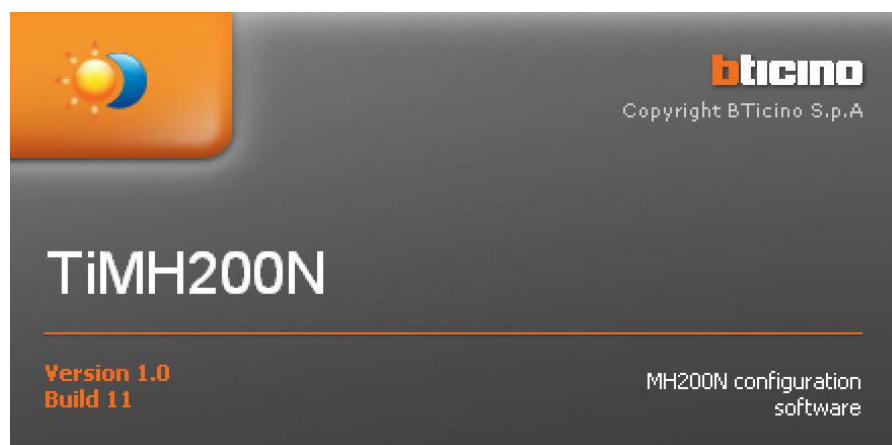 bticino
Copyright BTicino S.p.A
TiMH200N
Version 1.0
Build 11
MH200N configuration
software